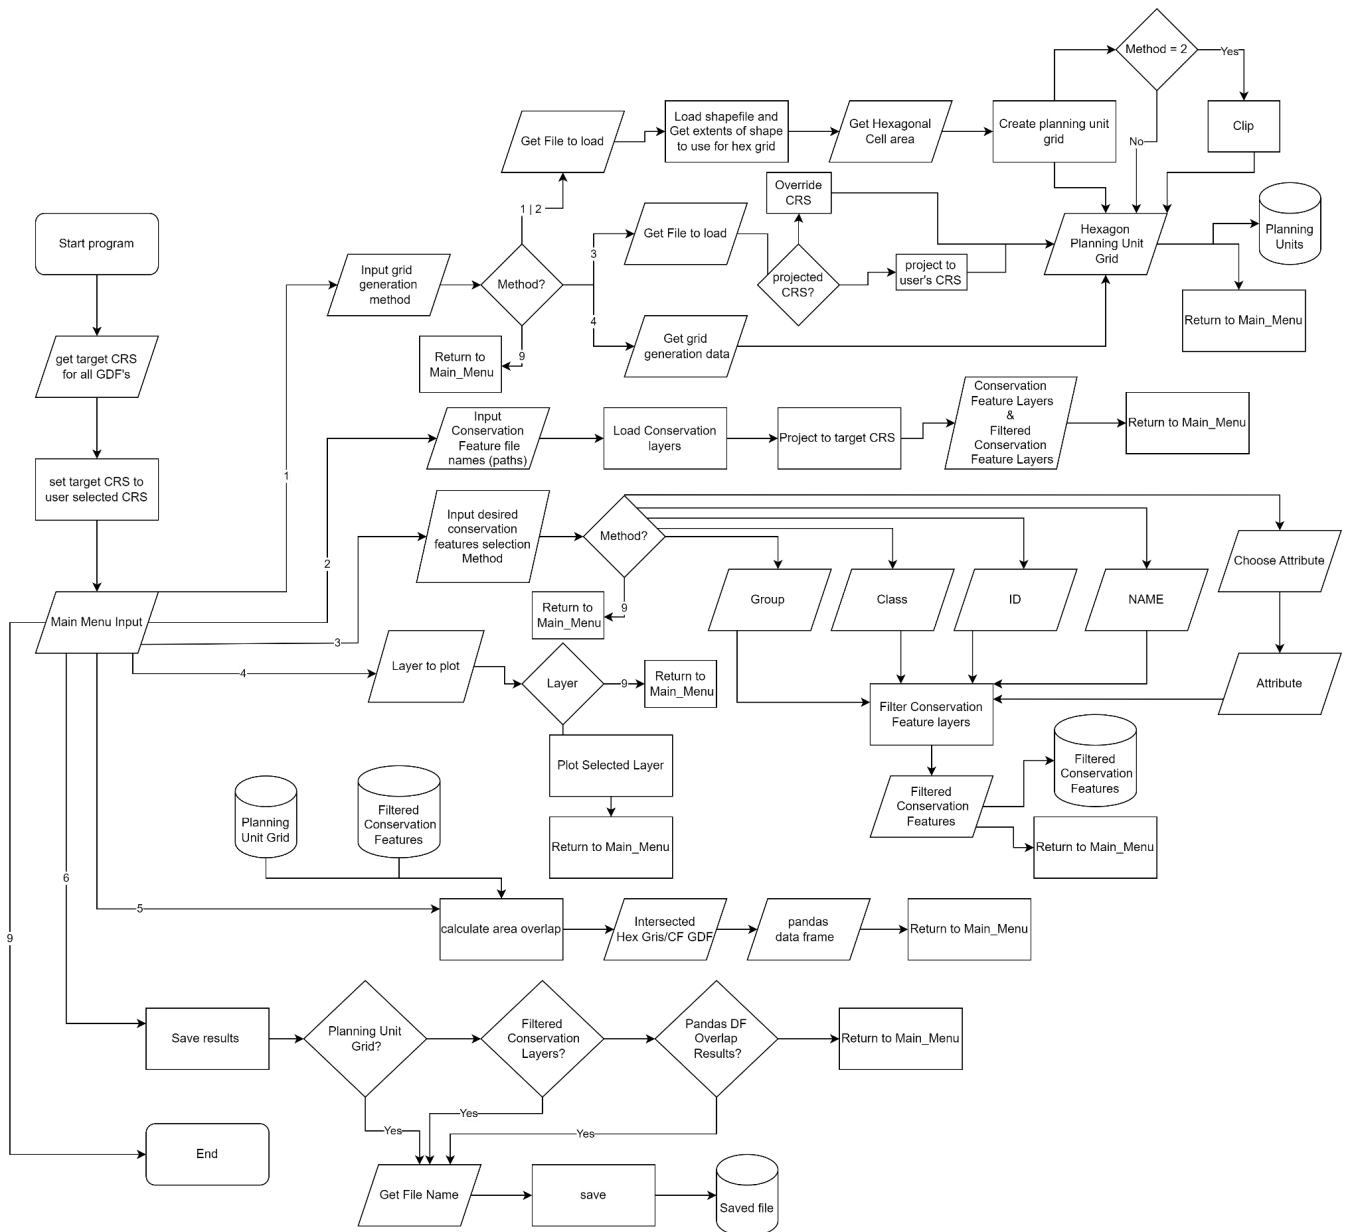 Method = 2
Yes
Get File to load
Load shapefile and
Get extents of shape
to use for hex grid
Get Hexagonal
Cell area
Create planning unit
grid
Clip
No
Start program
1 | 2
Override
CRS
Input grid
generation
method
Method?
3
Get File to load
projected
CRS?
project to
user's CRS
Hexagon
Planning Unit
Grid
Planning
Units
4
Get grid
generation data
Return to Main_Menu
9
Return to
Main_Menu
get target CRS
for all GDF's
Input
Conservation
Feature file
names (paths)
Load Conservation
layers
Project to target CRS
Conservation
Feature Layers
&
Filtered
Conservation
Feature Layers
Return to Main_Menu
set target CRS to
user selected CRS
1
Input desired
conservation
features selection
Method
Method?
2
Choose Attribute
Group
Class
ID
NAME
9
Return to
Main_Menu
Main Menu Input
3
4
Layer to plot
Layer
9
Return to
Main_Menu
Attribute
Filter Conservation
Feature layers
Plot Selected Layer
Filtered
Conservation
Features
Filtered
Conservation
Features
Return to Main_Menu
Return to Main_Menu
Planning
Unit Grid
Filtered
Conservation
Features
6
5
9
calculate area overlap
Intersected
Hex Gris/CF GDF
pandas
data frame
Return to Main_Menu
Save results
Planning Unit
Grid?
Filtered
Conservation
Layers?
Pandas DF
Overlap
Results?
Return to Main_Menu
Yes
Yes
Yes
End
Get File Name
save
Saved file